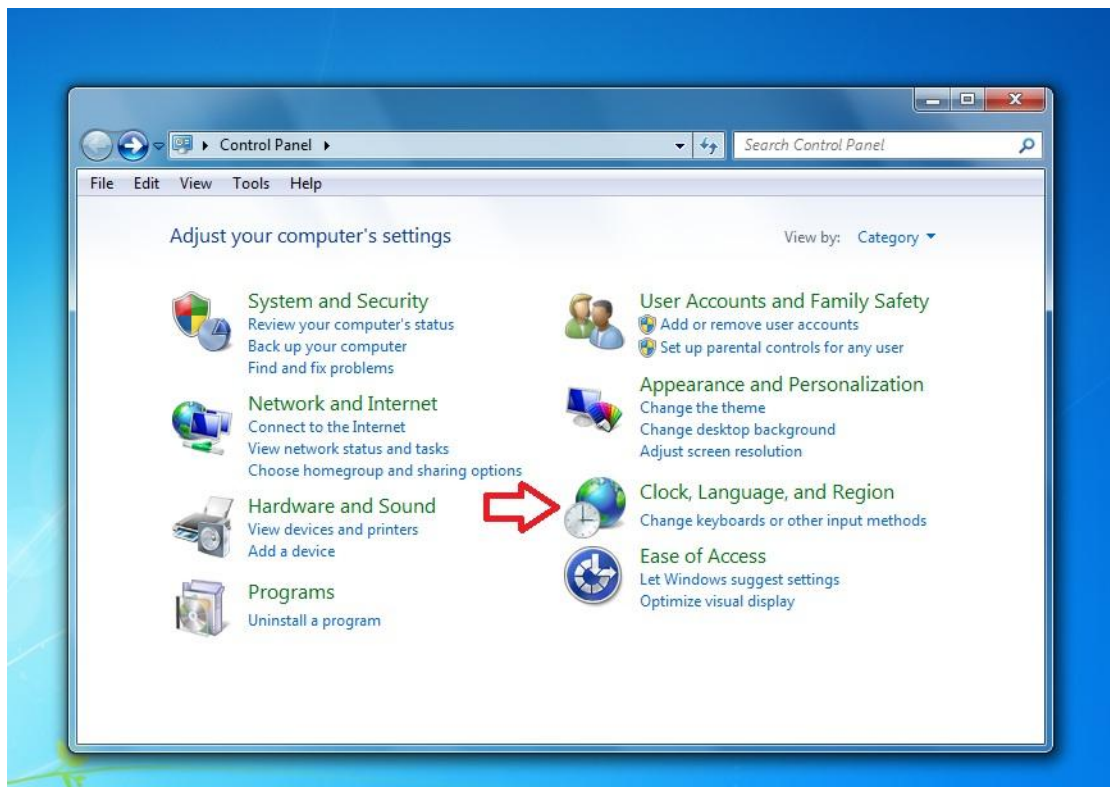 Control Panel
Search Control Panel
File Edit View Tools Help
Adjust your computer's settings
View by: Category
System and Security
Review your computer's status
Back up your computer
Find and fix problems
Network and Internet
Connect to the Internet
View network status and tasks
Choose homegroup and sharing options
Hardware and Sound
View devices and printers
Add a device
Programs
Uninstall a program
User Accounts and Family Safety
Add or remove user accounts
Set up parental controls for any user
Appearance and Personalization
Change the theme
Change desktop background
Adjust screen resolution
Clock, Language, and Region
Change keyboards or other input methods
Ease of Access
Let Windows suggest settings
Optimize visual display